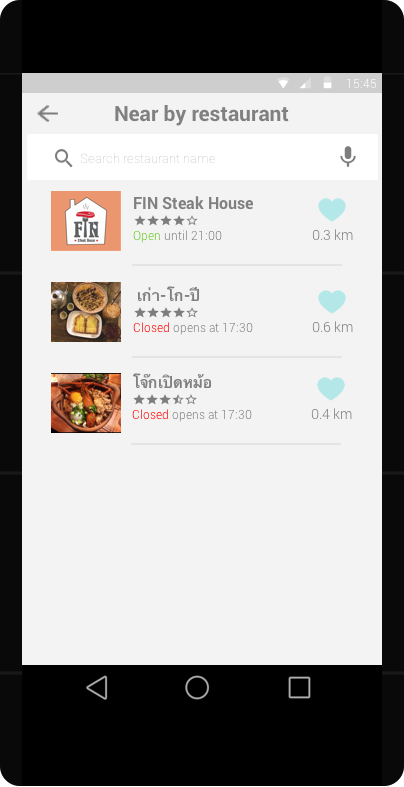 15:45
Near by restaurant
Search restaurant name
FIN
Steak House
FIN Steak House
Open until 21:00
0.3 km
เก่า-โก-ปี
Closed opens at 17:30
0.6 km
โจ๊กเปิดหม้อ
Closed opens at 17:30
0.4 km